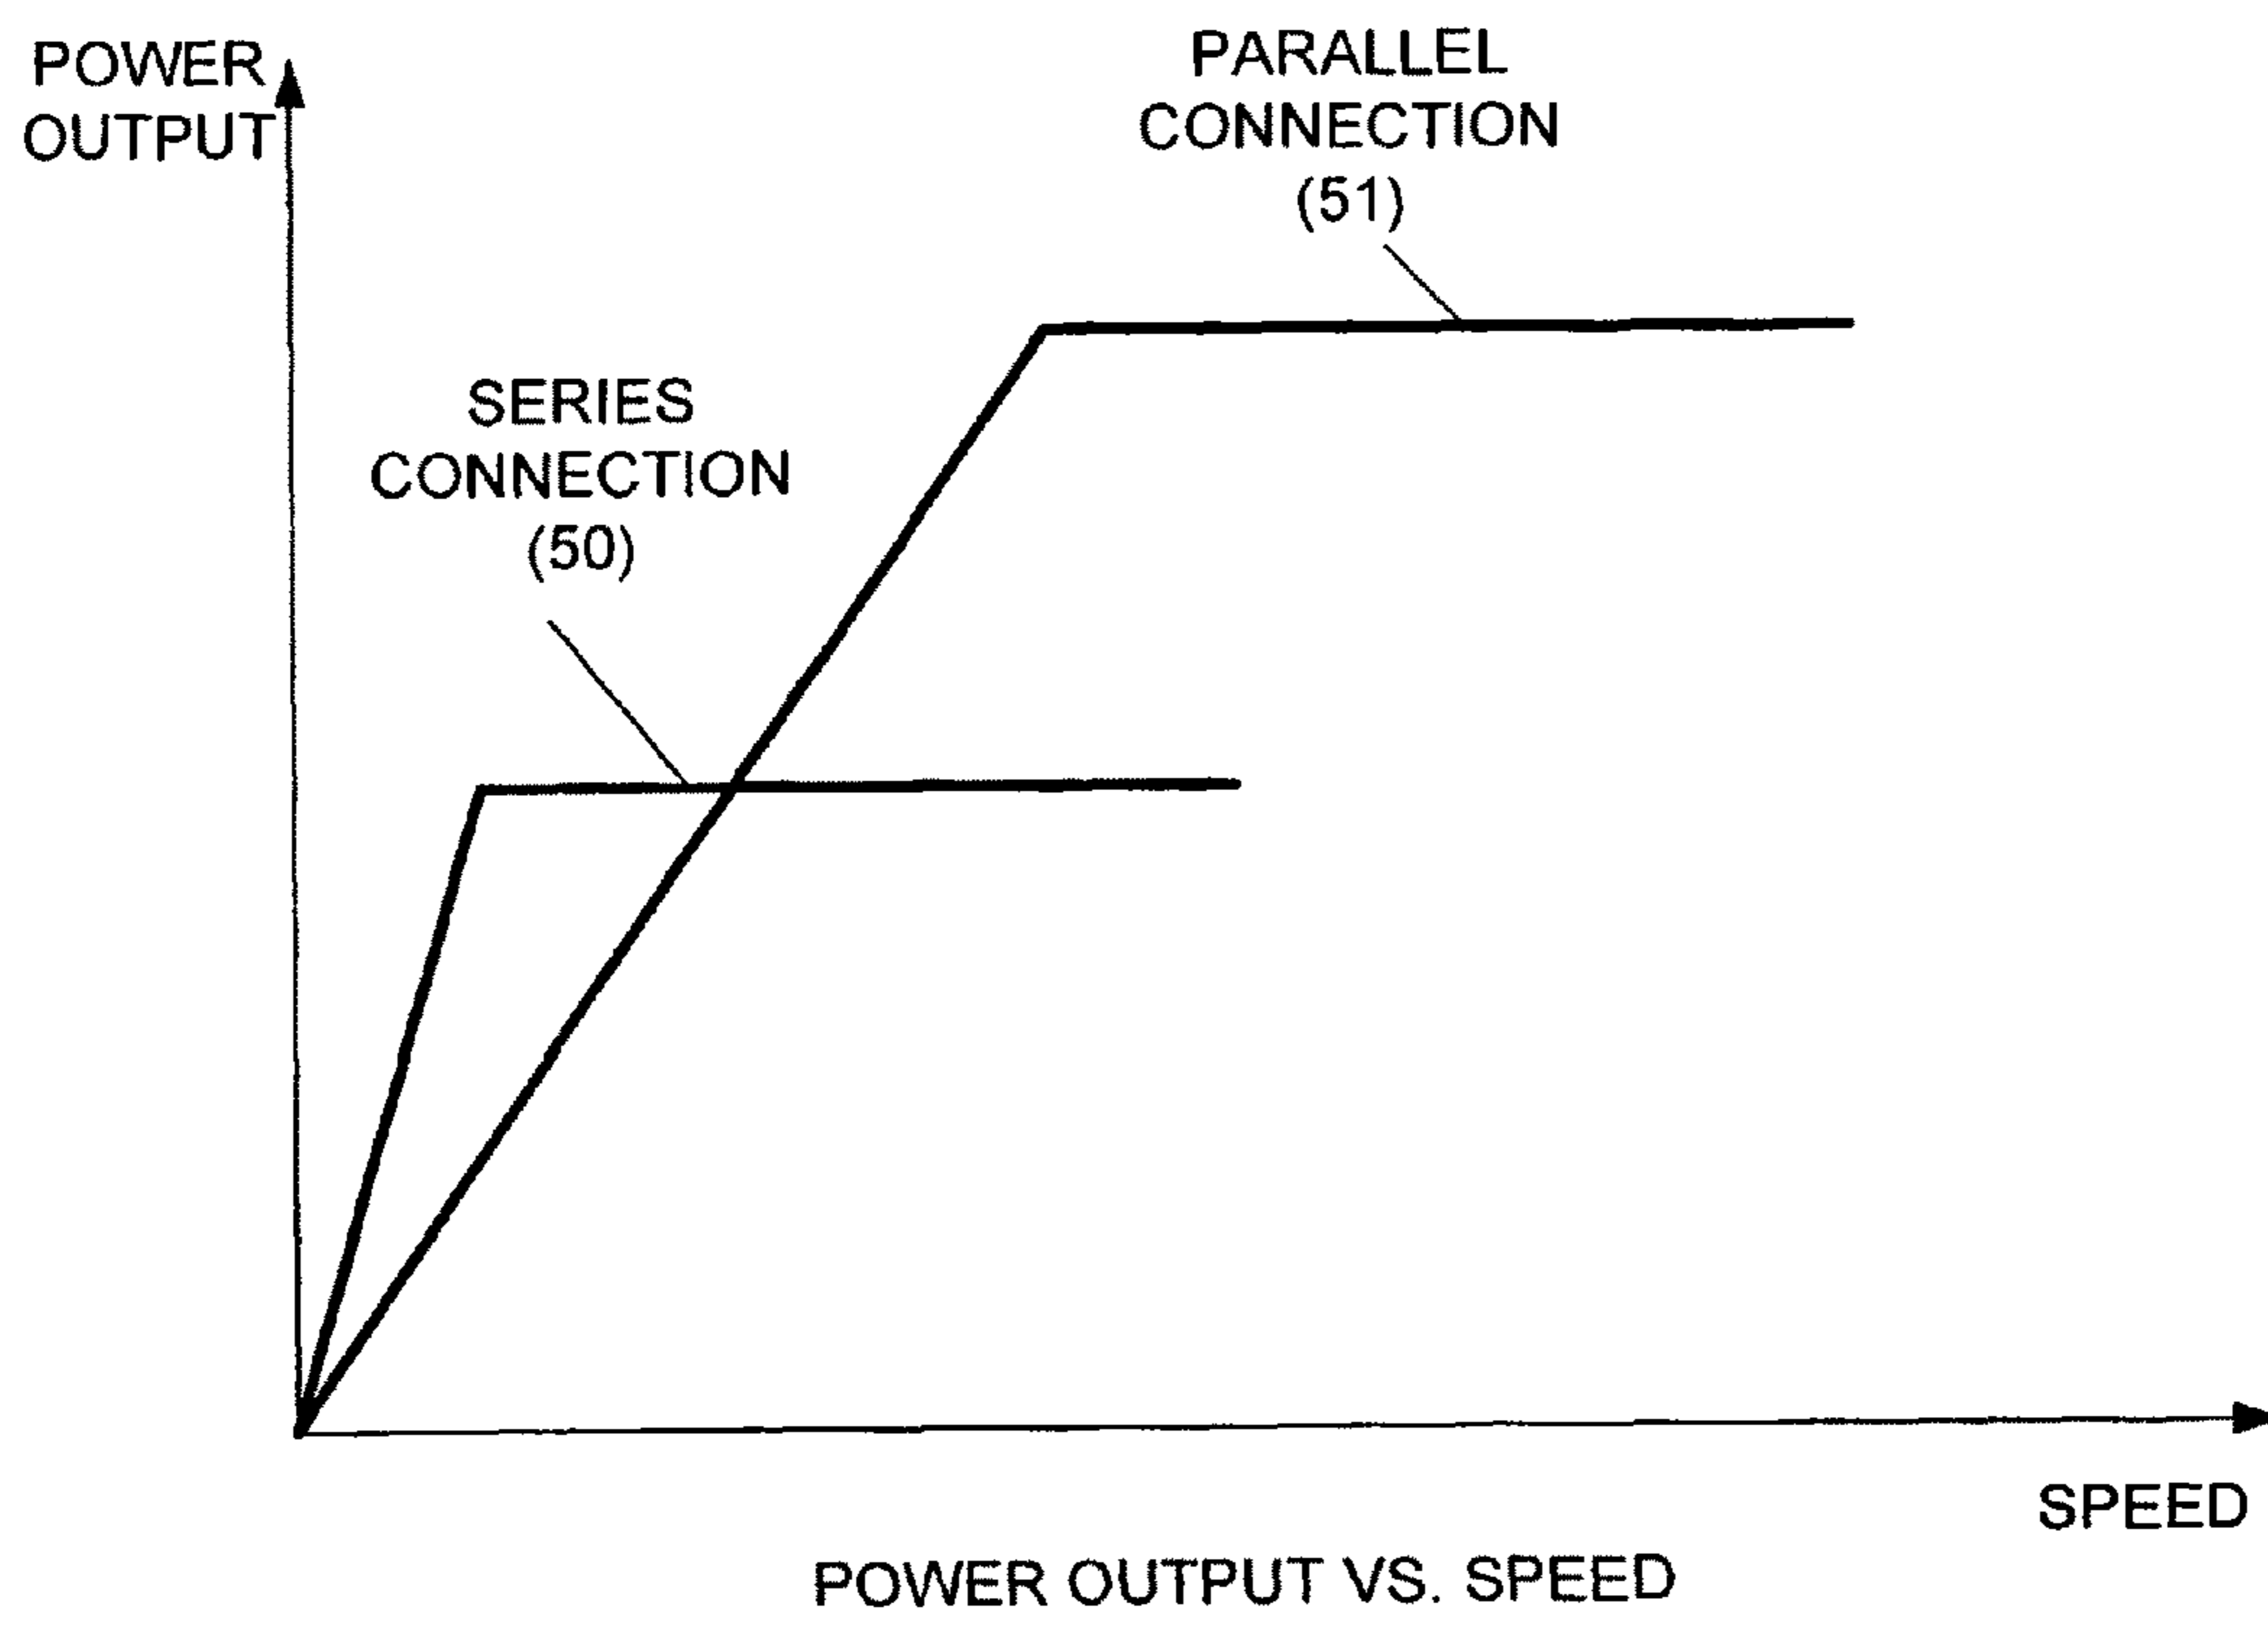 POWER
OUTPUT
PARALLEL
CONNECTION
(51)
SERIES
CONNECTION
(50)
SPEED
POWER OUTPUT VS. SPEED